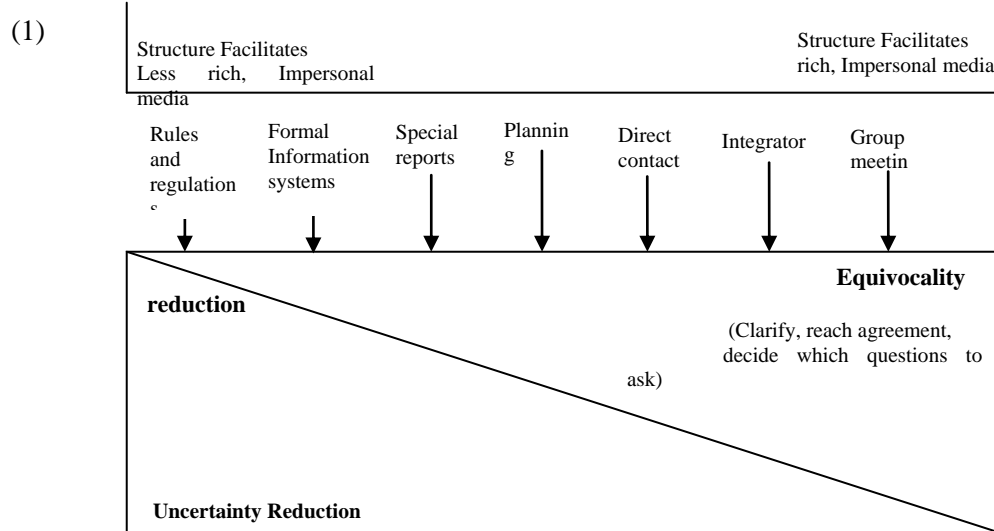 (1)
Structure Facilitates
Less rich, Impersonal
media
Structure Facilitates
rich, Impersonal media
Rules
and
regulation
s
Formal
Information
systems
Special
reports
Plannin
g
Direct
contact
Integrator
Group
meetin
Equivocality
reduction
(Clarify, reach agreement,
decide which questions to
ask)
Uncertainty Reduction